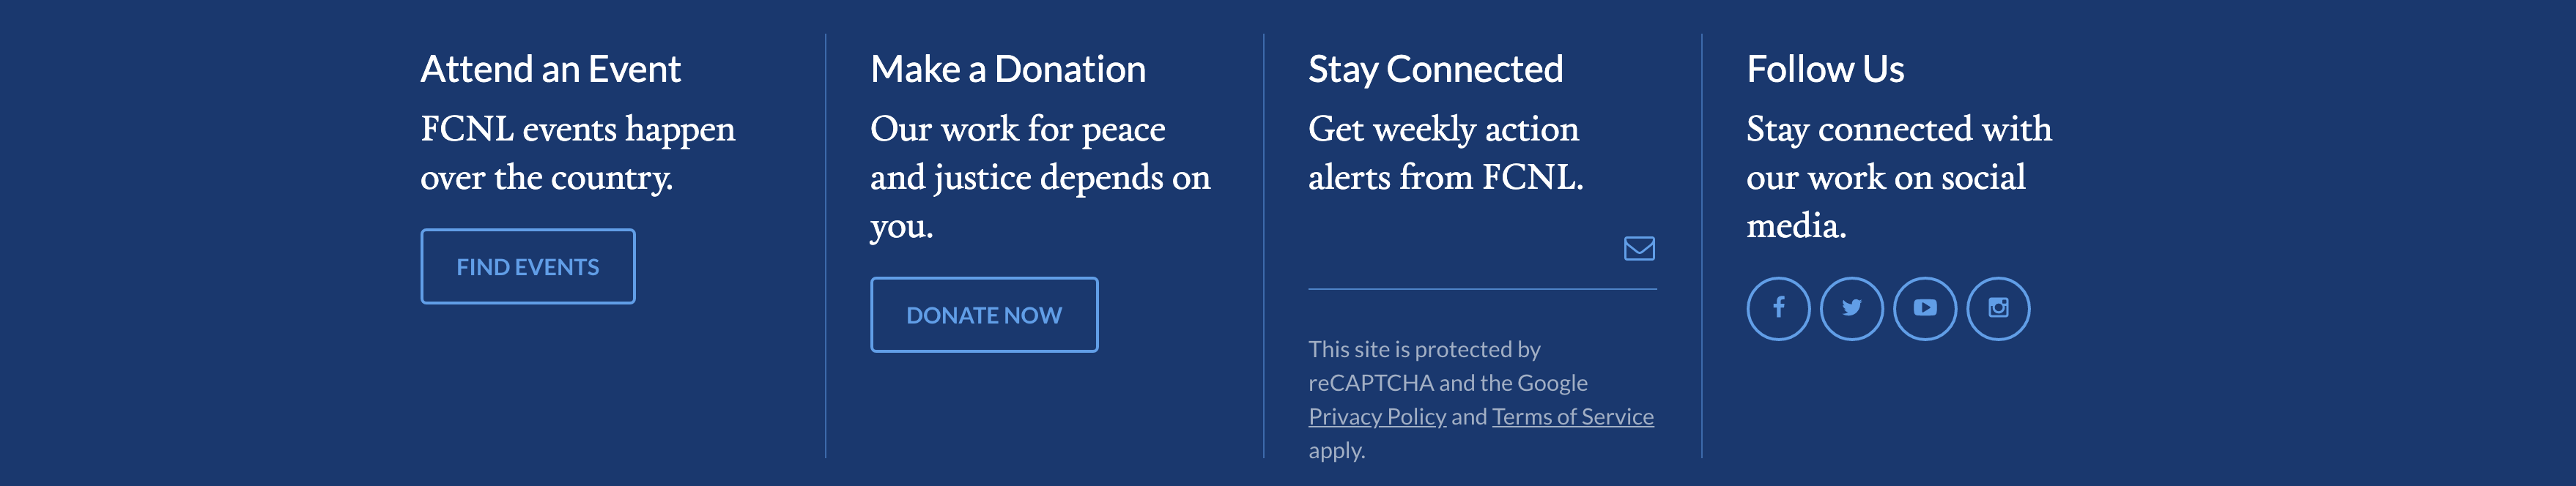 Attend an Event
FCNL events happen
over the country.
FIND EVENTS
Make a Donation
Our work for peace
and justice depends on
you.
DONATE NOW
Stay Connected
Get weekly action
alerts from FCNL.
This site is protected by
reCAPTCHA and the Google
Privacy Policy and Terms of Service
apply.
Follow Us
Stay connected with
our work on social
media.